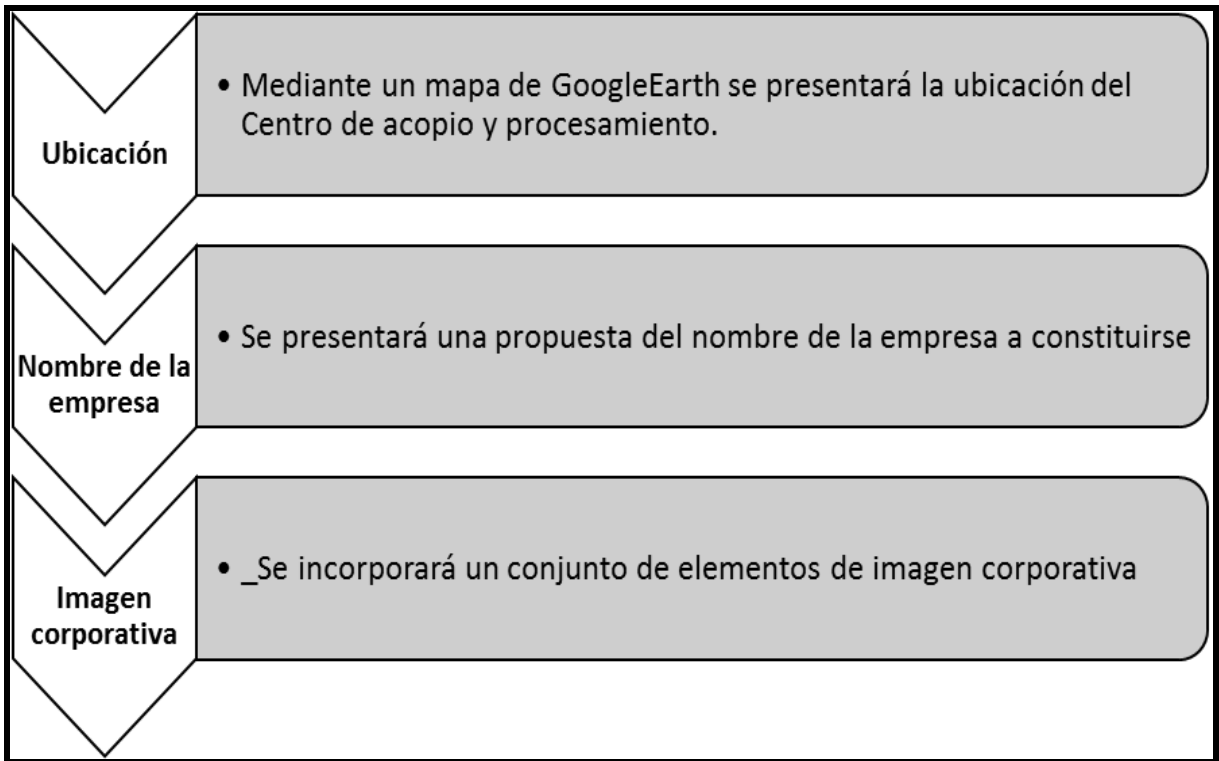 Ubicación
• Mediante un mapa de GoogleEarth se presentará la ubicación del
Centro de acopio y procesamiento.
Nombre de la
empresa
• Se presentará una propuesta del nombre de la empresa a constituirse
Imagen
corporativa
• _Se incorporará un conjunto de elementos de imagen corporativa